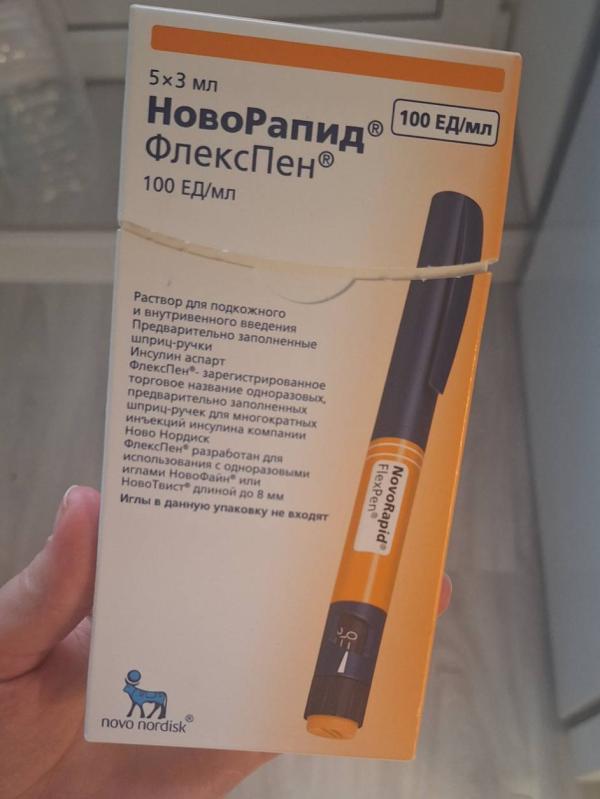 5×3 мл
НовоРапид®
100 ЕД/мл
ФлексПен®
100 ЕД/мл
Раствор для подкожного
и внутривенного введения
Предварительно заполненные
шприц-ручки
Инсулин аспарт
ФлексПен®- зарегистрированное
торговое название одноразовых,
предварительно заполненных
шприц-ручек для многократных
инъекций инсулина компании
Ново Нордиск
ФлексПен® разработан для
использования с одноразовыми
иглами НовоФайн® или
НовоТвист® длиной до 8 мм
Иглы в данную упаковку не входят
NovoRapid®
FlexPen®
novo nordisk®